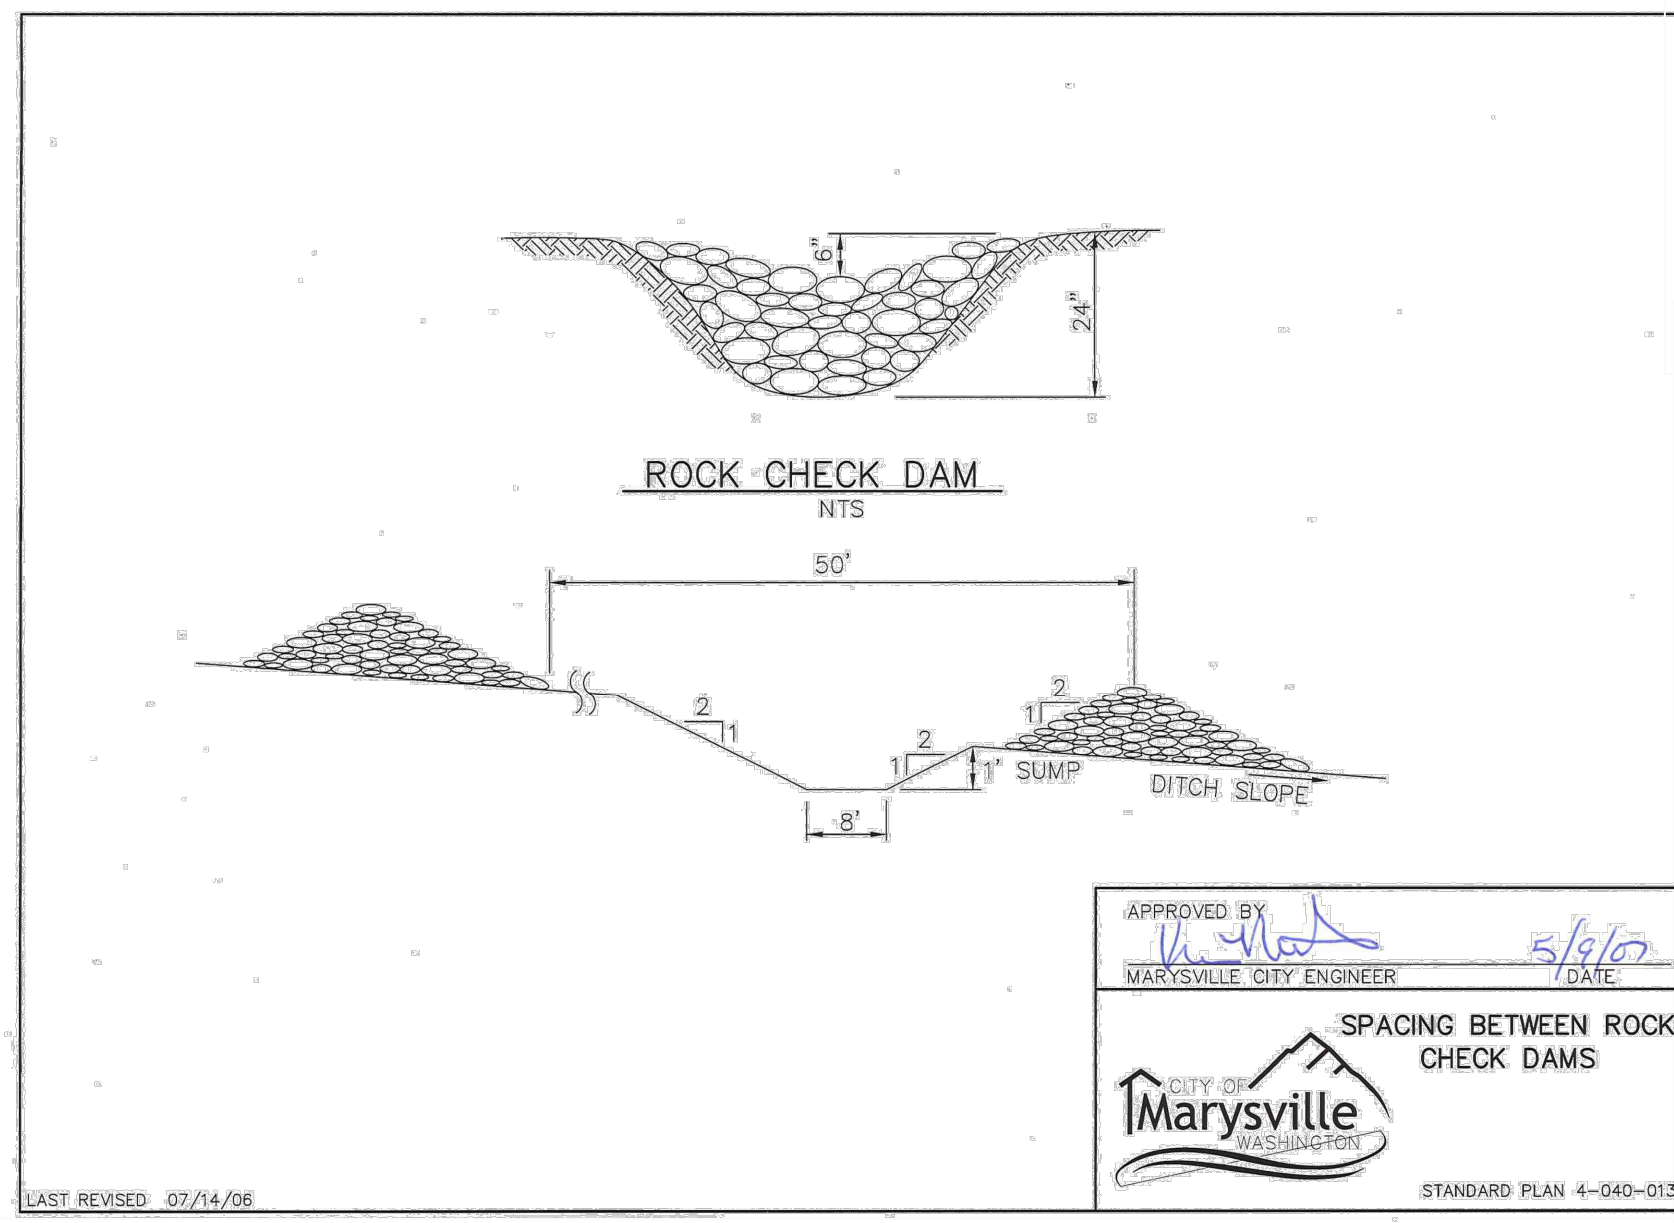 6"
24"
ROCK CHECK DAM
NTS
50'
2
1
2
1
2
1
1'
SUMP
DITCH SLOPE
8'
APPROVED BY
5/9/07
MARYSVILLE CITY ENGINEER DATE
SPACING BETWEEN ROCK
CHECK DAMS
CITY OF
Marysville
WASHINGTON
LAST REVISED 07/14/06
STANDARD PLAN 4-040-013